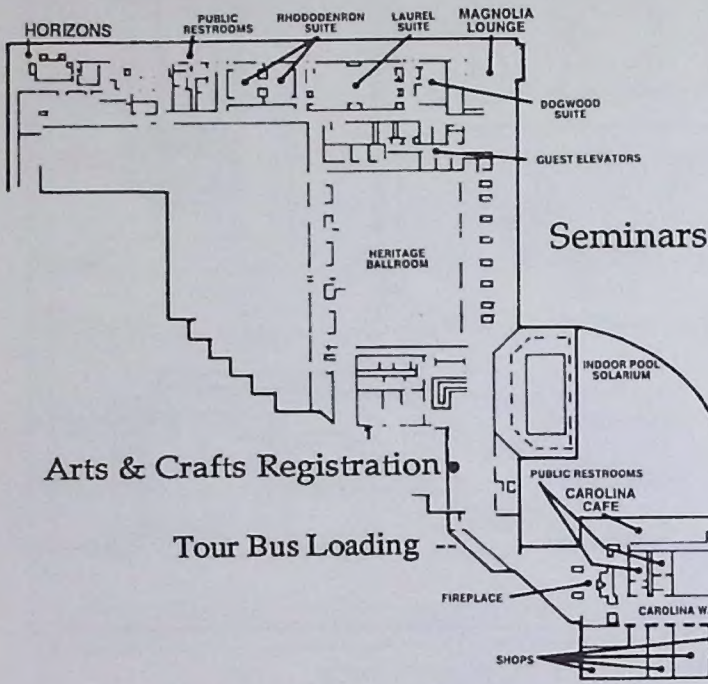 HORIZONS
PUBLIC
RESTROOMS
RHODODENRON
SUITE
LAUREL
SUITE
MAGNOLIA
LOUNGE
DOGWOOD
SUITE
GUEST ELEVATORS
Seminars
HERITAGE
BALLROOM
INDOOR POOL
SOLARIUM
Arts & Crafts Registration
PUBLIC RESTROOMS
CAROLINA
CAFE
Tour Bus Loading
FIREPLACE
CAROLINA W
SHOPS